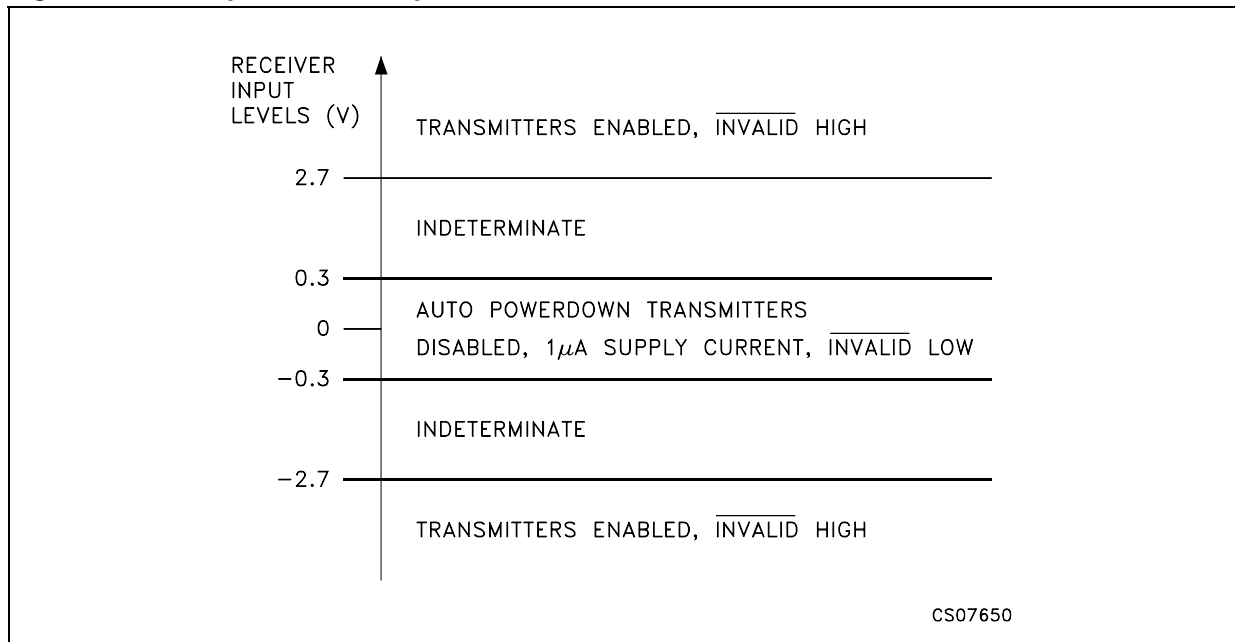 RECEIVER
INPUT
LEVELS (V)
TRANSMITTERS ENABLED, INVALID HIGH
2.7
INDETERMINATE
0.3
AUTO POWERDOWN TRANSMITTERS
0
DISABLED, 1μA SUPPLY CURRENT, INVALID LOW
-0.3
INDETERMINATE
-2.7
TRANSMITTERS ENABLED, INVALID HIGH
CS07650